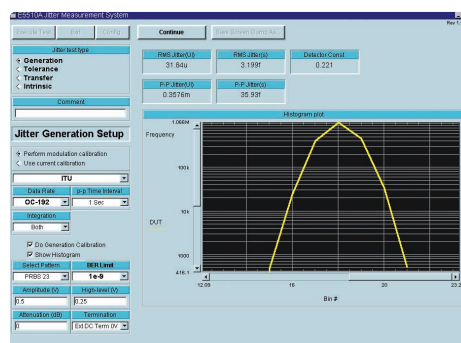 E5510A Jitter Measurement System
Rev 1.
Execute Test Exit Config.. Continue Save Screen Dump As...
Jitter test type
Generation
Tolerance
Transfer
Intrinsic
Comment
Jitter Generation Setup
Perform modulation calibration
Use current calibration
ITU
Data Rate p-p Time Interval
OC-192 1 Sec
Integration
Both
Do Generation Calibration
Show Histogram
Select Pattern BER Limit
PRBS 23 1e-9
Amplitude (V) High-level (V)
0.5 0.25
Attenuation (dB) Termination
0 Ext DC Term 0V
RMS Jitter(UI) RMS Jitter(s) Detector Const
31.84u 3.199f 0.221
P-P Jitter(UI) P-P Jitter(s)
0.3576m 35.93f
Histogram plot
Frequency
1.068M
100k
10k
DUT
1000
416.1
12.09 16 20 23.2
Bin #